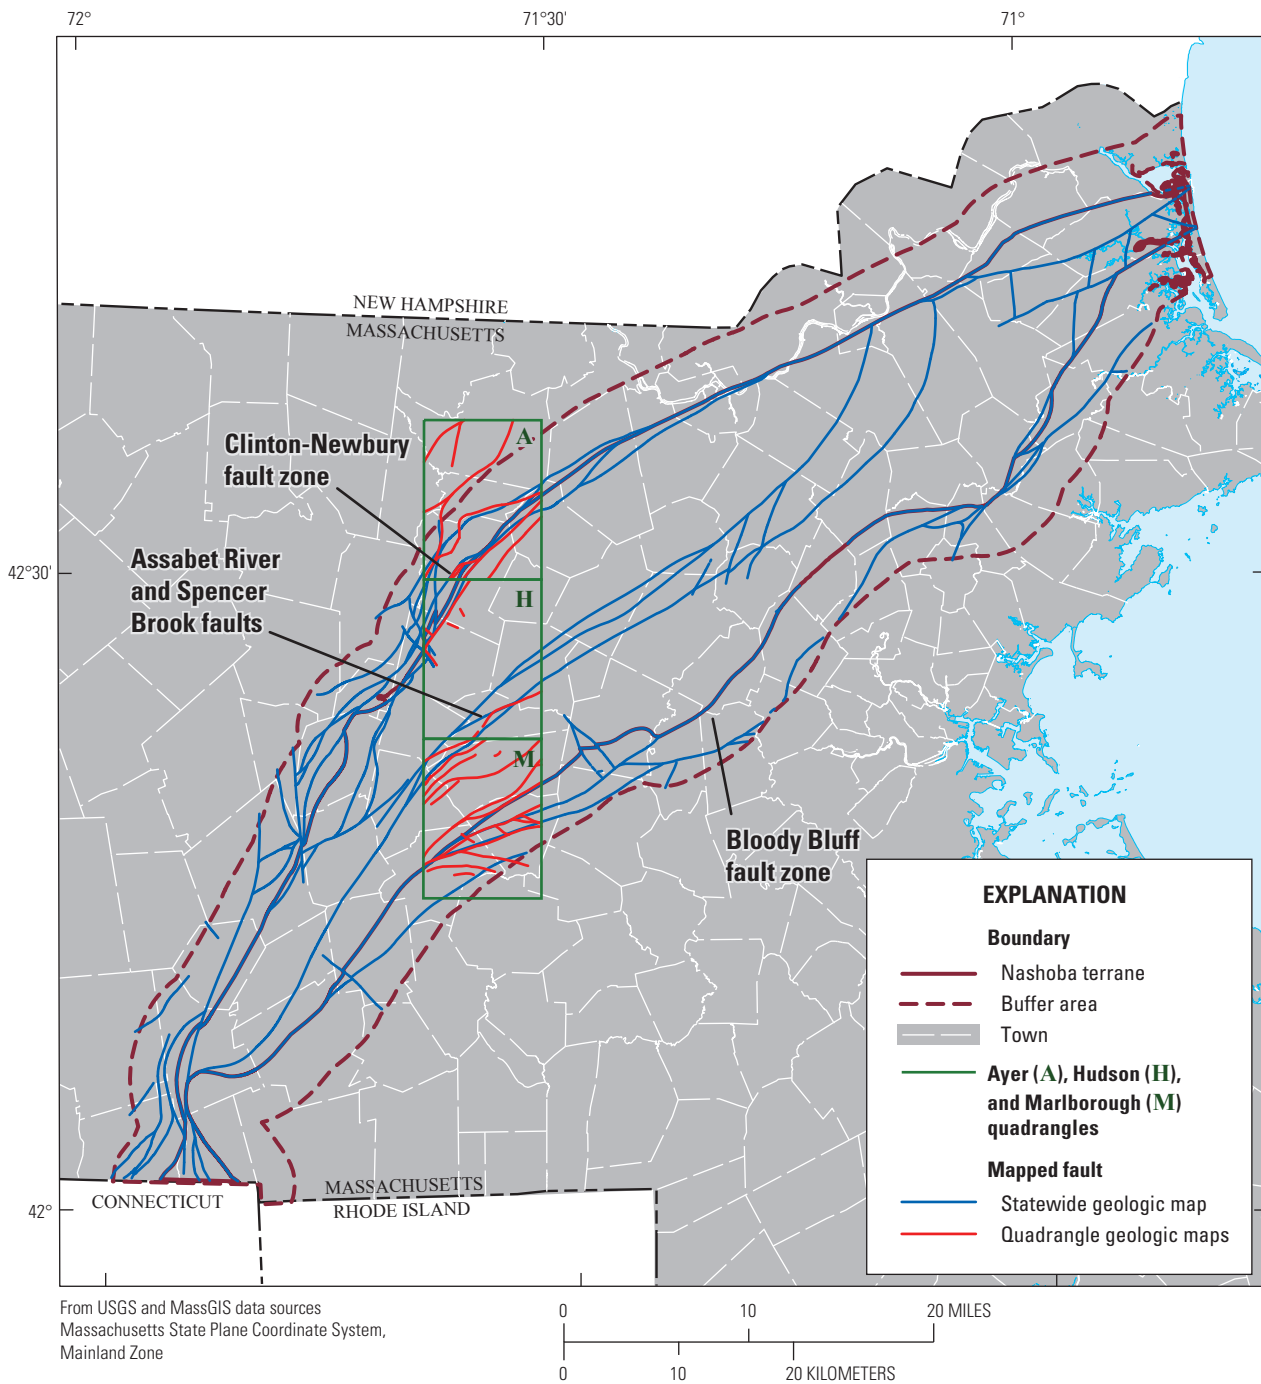 72°
71°30'
71°
NEW HAMPSHIRE
MASSACHUSETTS
Clinton-Newbury
fault zone
A
Assabet River
and Spencer
Brook faults
42°30'
H
M
Bloody Bluff
fault zone
EXPLANATION
Boundary
Nashoba terrane
Buffer area
Town
Ayer (A), Hudson (H),
and Marlborough (M)
quadrangles
Mapped fault
Statewide geologic map
Quadrangle geologic maps
MASSACHUSETTS
CONNECTICUT
RHODE ISLAND
42°
From USGS and MassGIS data sources
Massachusetts State Plane Coordinate System,
Mainland Zone
0 10 20 MILES
0 10 20 KILOMETERS